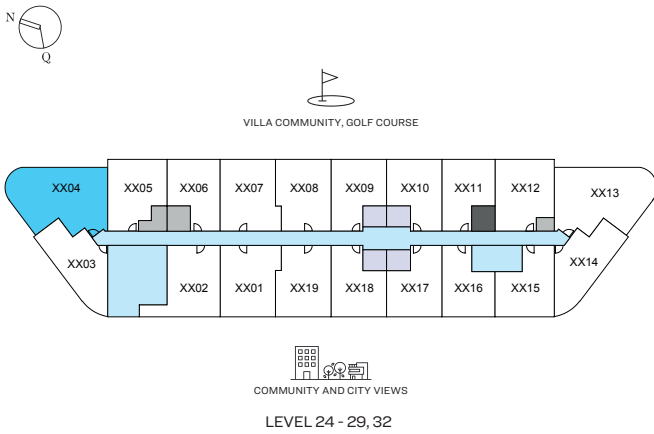 N
Q
VILLA COMMUNITY, GOLF COURSE
XX04 XX05 XX06 XX07 XX08 XX09 XX10 XX11 XX12 XX13
XX03 XX14
XX02 XX01 XX19 XX18 XX17 XX16 XX15
COMMUNITY AND CITY VIEWS
LEVEL 24 - 29, 32